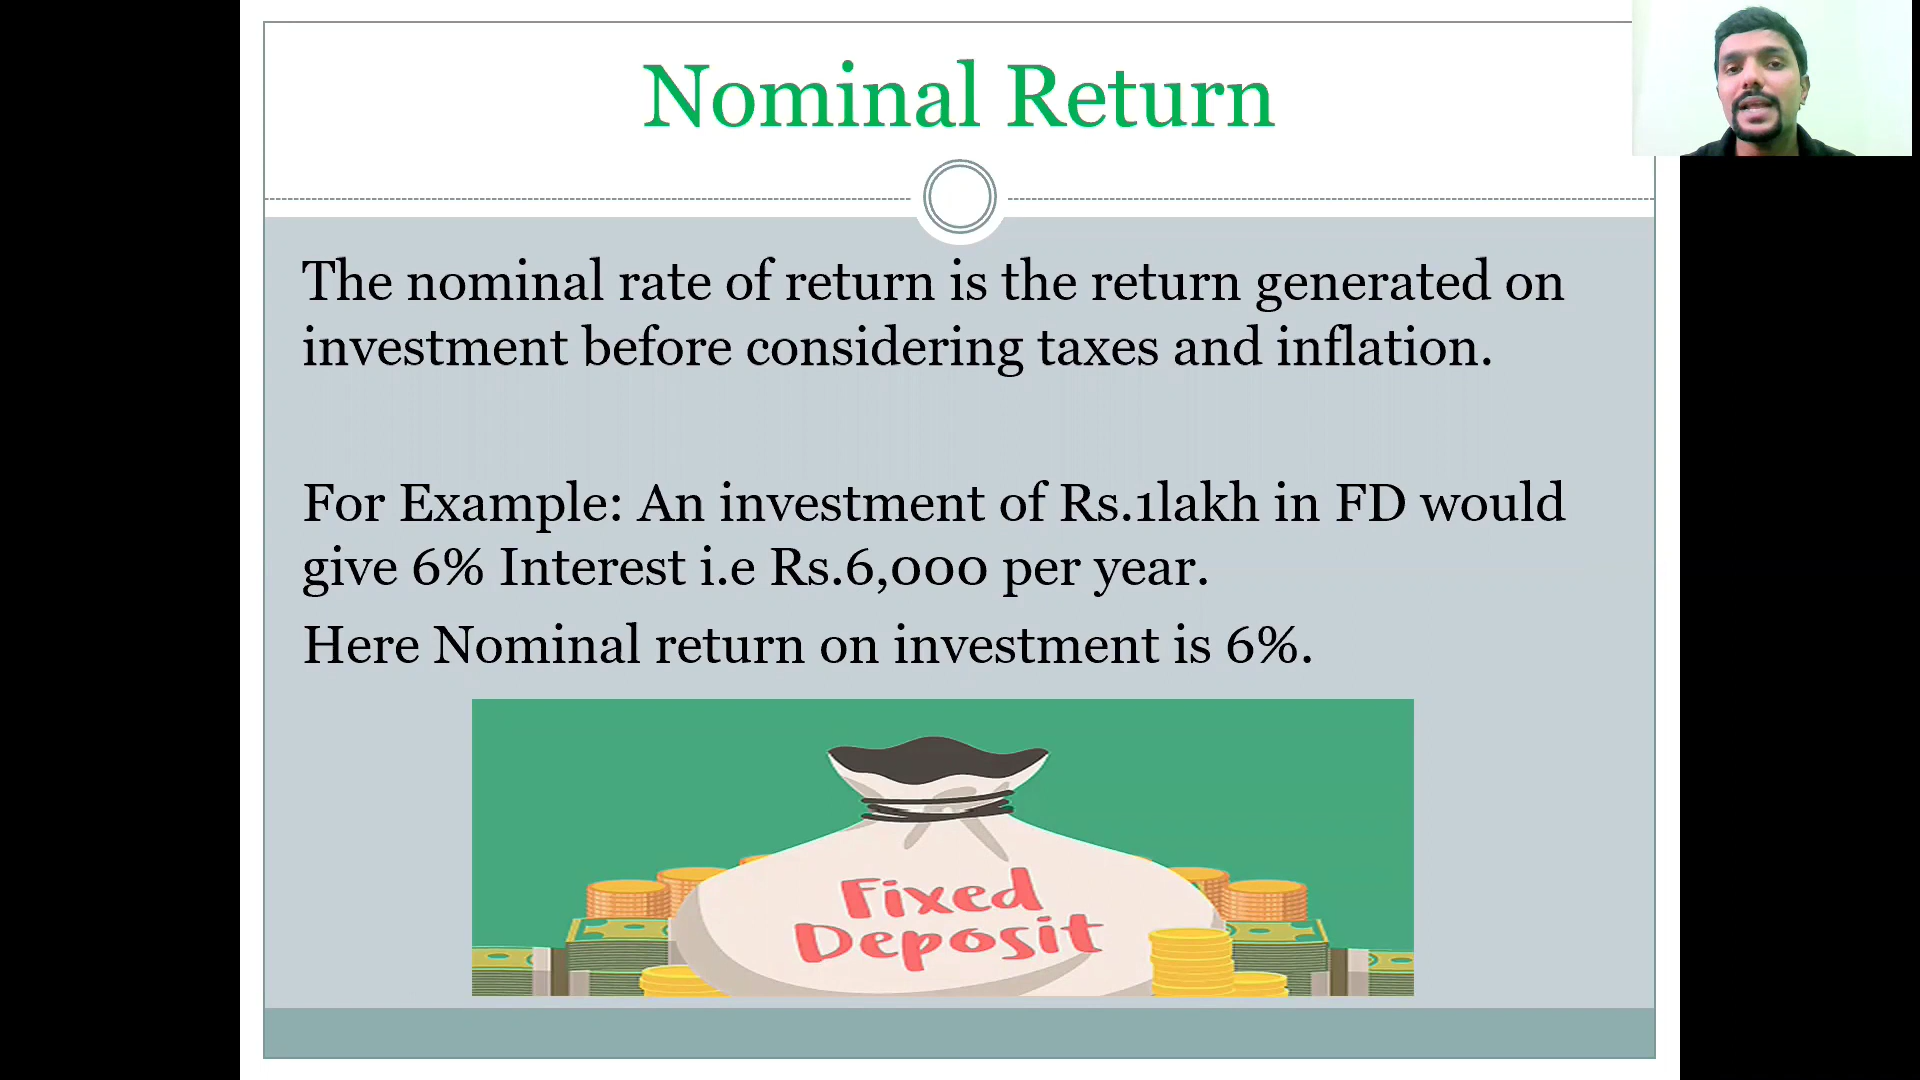 Nominal Return
The nominal rate of return is the return generated on
investment before considering taxes and inflation.
For Example: An investment of Rs.1lakh in FD would
give 6% Interest i.e Rs.6,000 per year.
Here Nominal return on investment is 6%.
Fixed
Deposit